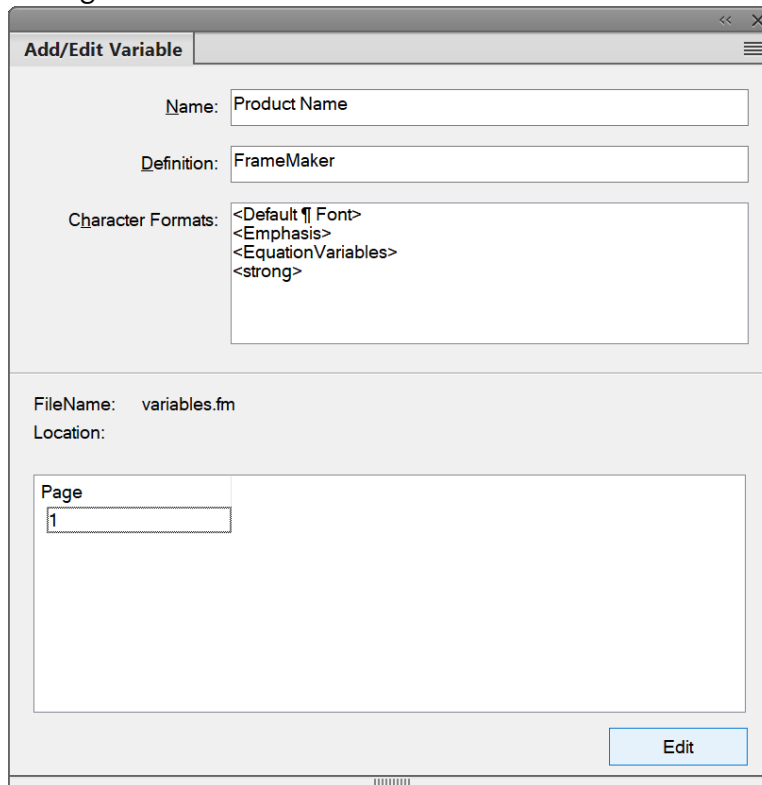 Add/Edit Variable
Name: Product Name
Definition: FrameMaker
Character Formats: <Default ¶ Font>
<Emphasis>
<EquationVariables>
<strong>
FileName: variables.fm
Location:
Page
1
Edit